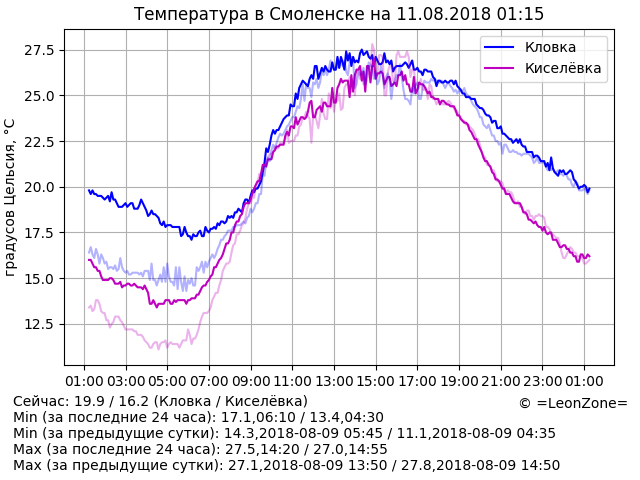 Температура в Смоленске на 11.08.2018 01:15
градусов Цельсия, °C
27.5
25.0
22.5
20.0
17.5
15.0
12.5
Кловка
Киселёвка
01:00 03:00 05:00 07:00 09:00 11:00 13:00 15:00 17:00 19:00 21:00 23:00 01:00
Сейчас: 19.9 / 16.2 (Кловка / Киселёвка)
© =LeonZone=
Min (за последние 24 часа): 17.1,06:10 / 13.4,04:30
Min (за предыдущие сутки): 14.3,2018-08-09 05:45 / 11.1,2018-08-09 04:35
Max (за последние 24 часа): 27.5,14:20 / 27.0,14:55
Max (за предыдущие сутки): 27.1,2018-08-09 13:50 / 27.8,2018-08-09 14:50